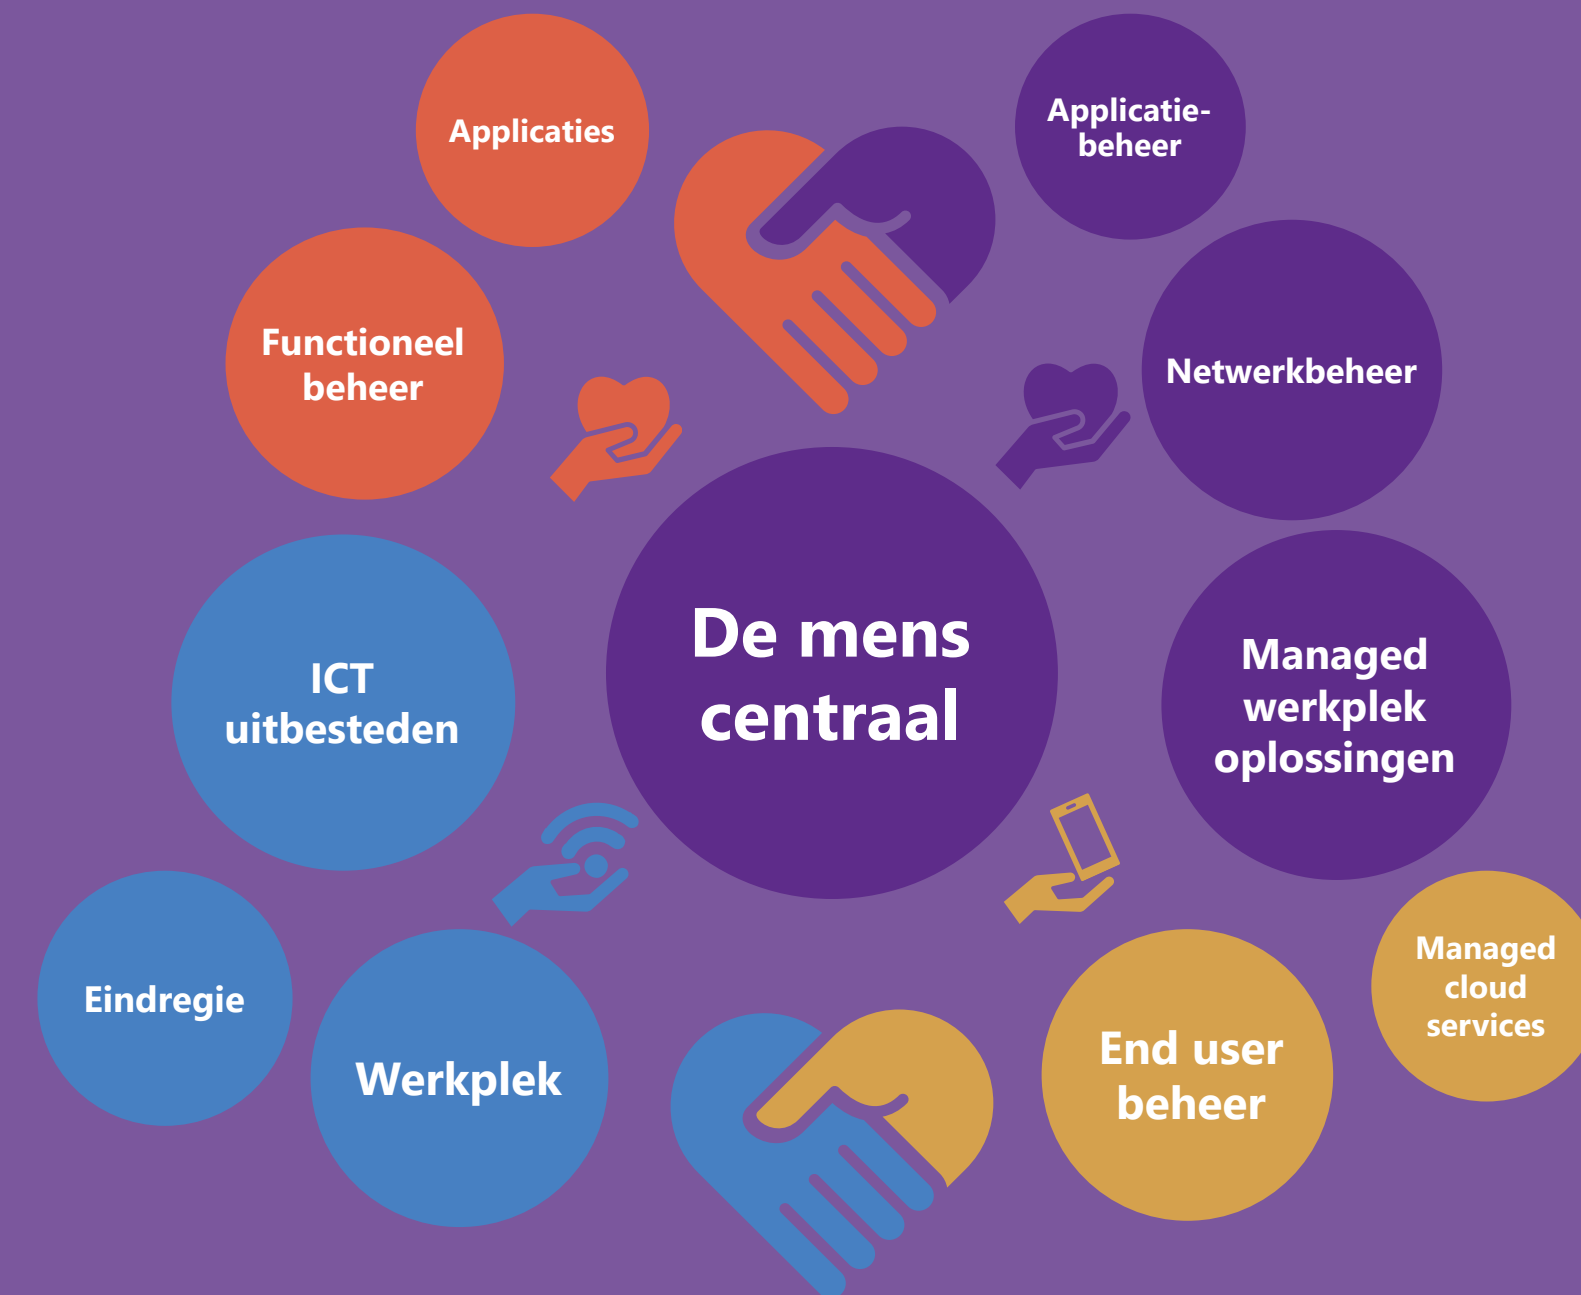 Applicaties
Applicatie-
beheer
Functioneel
beheer
Netwerkbeheer
De mens
centraal
ICT
uitbesteden
Managed
werkplek
oplossingen
Eindregie
Werkplek
End user
beheer
Managed
cloud
services